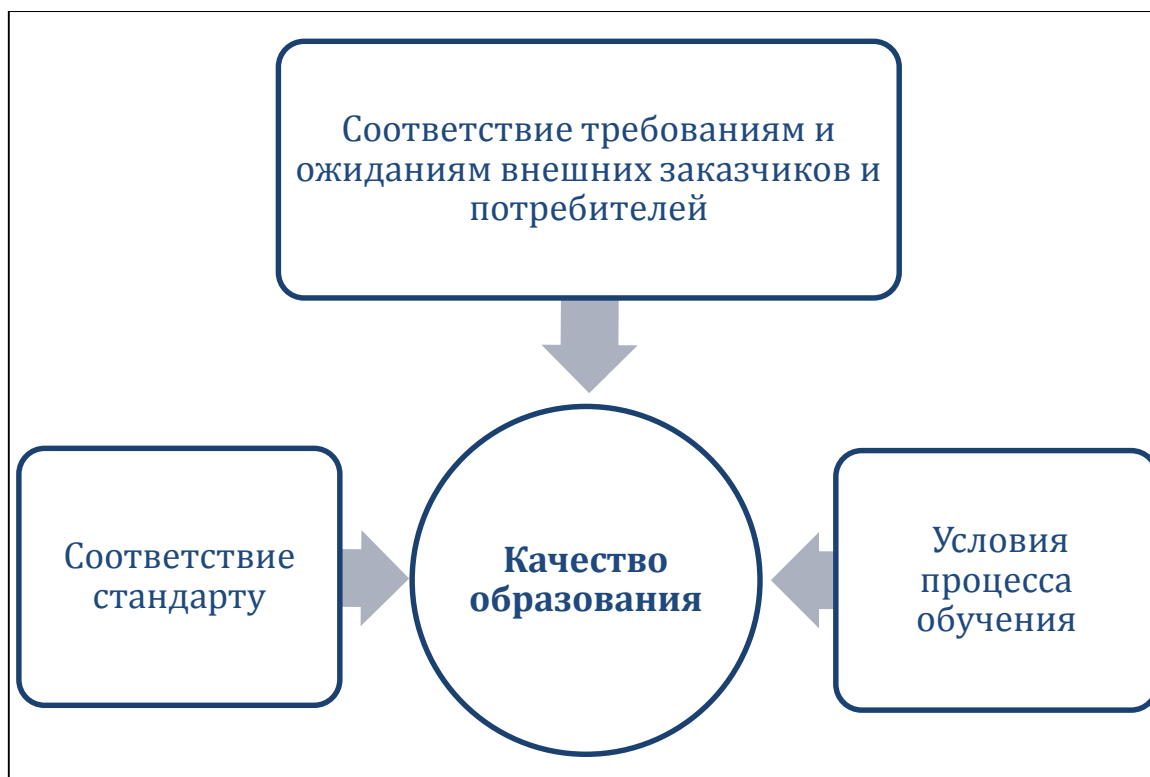 Соответствие требованиям и
ожиданиям внешних заказчиков и
потребителей
Соответствие
стандарту
Качество
образования
Условия
процесса
обучения